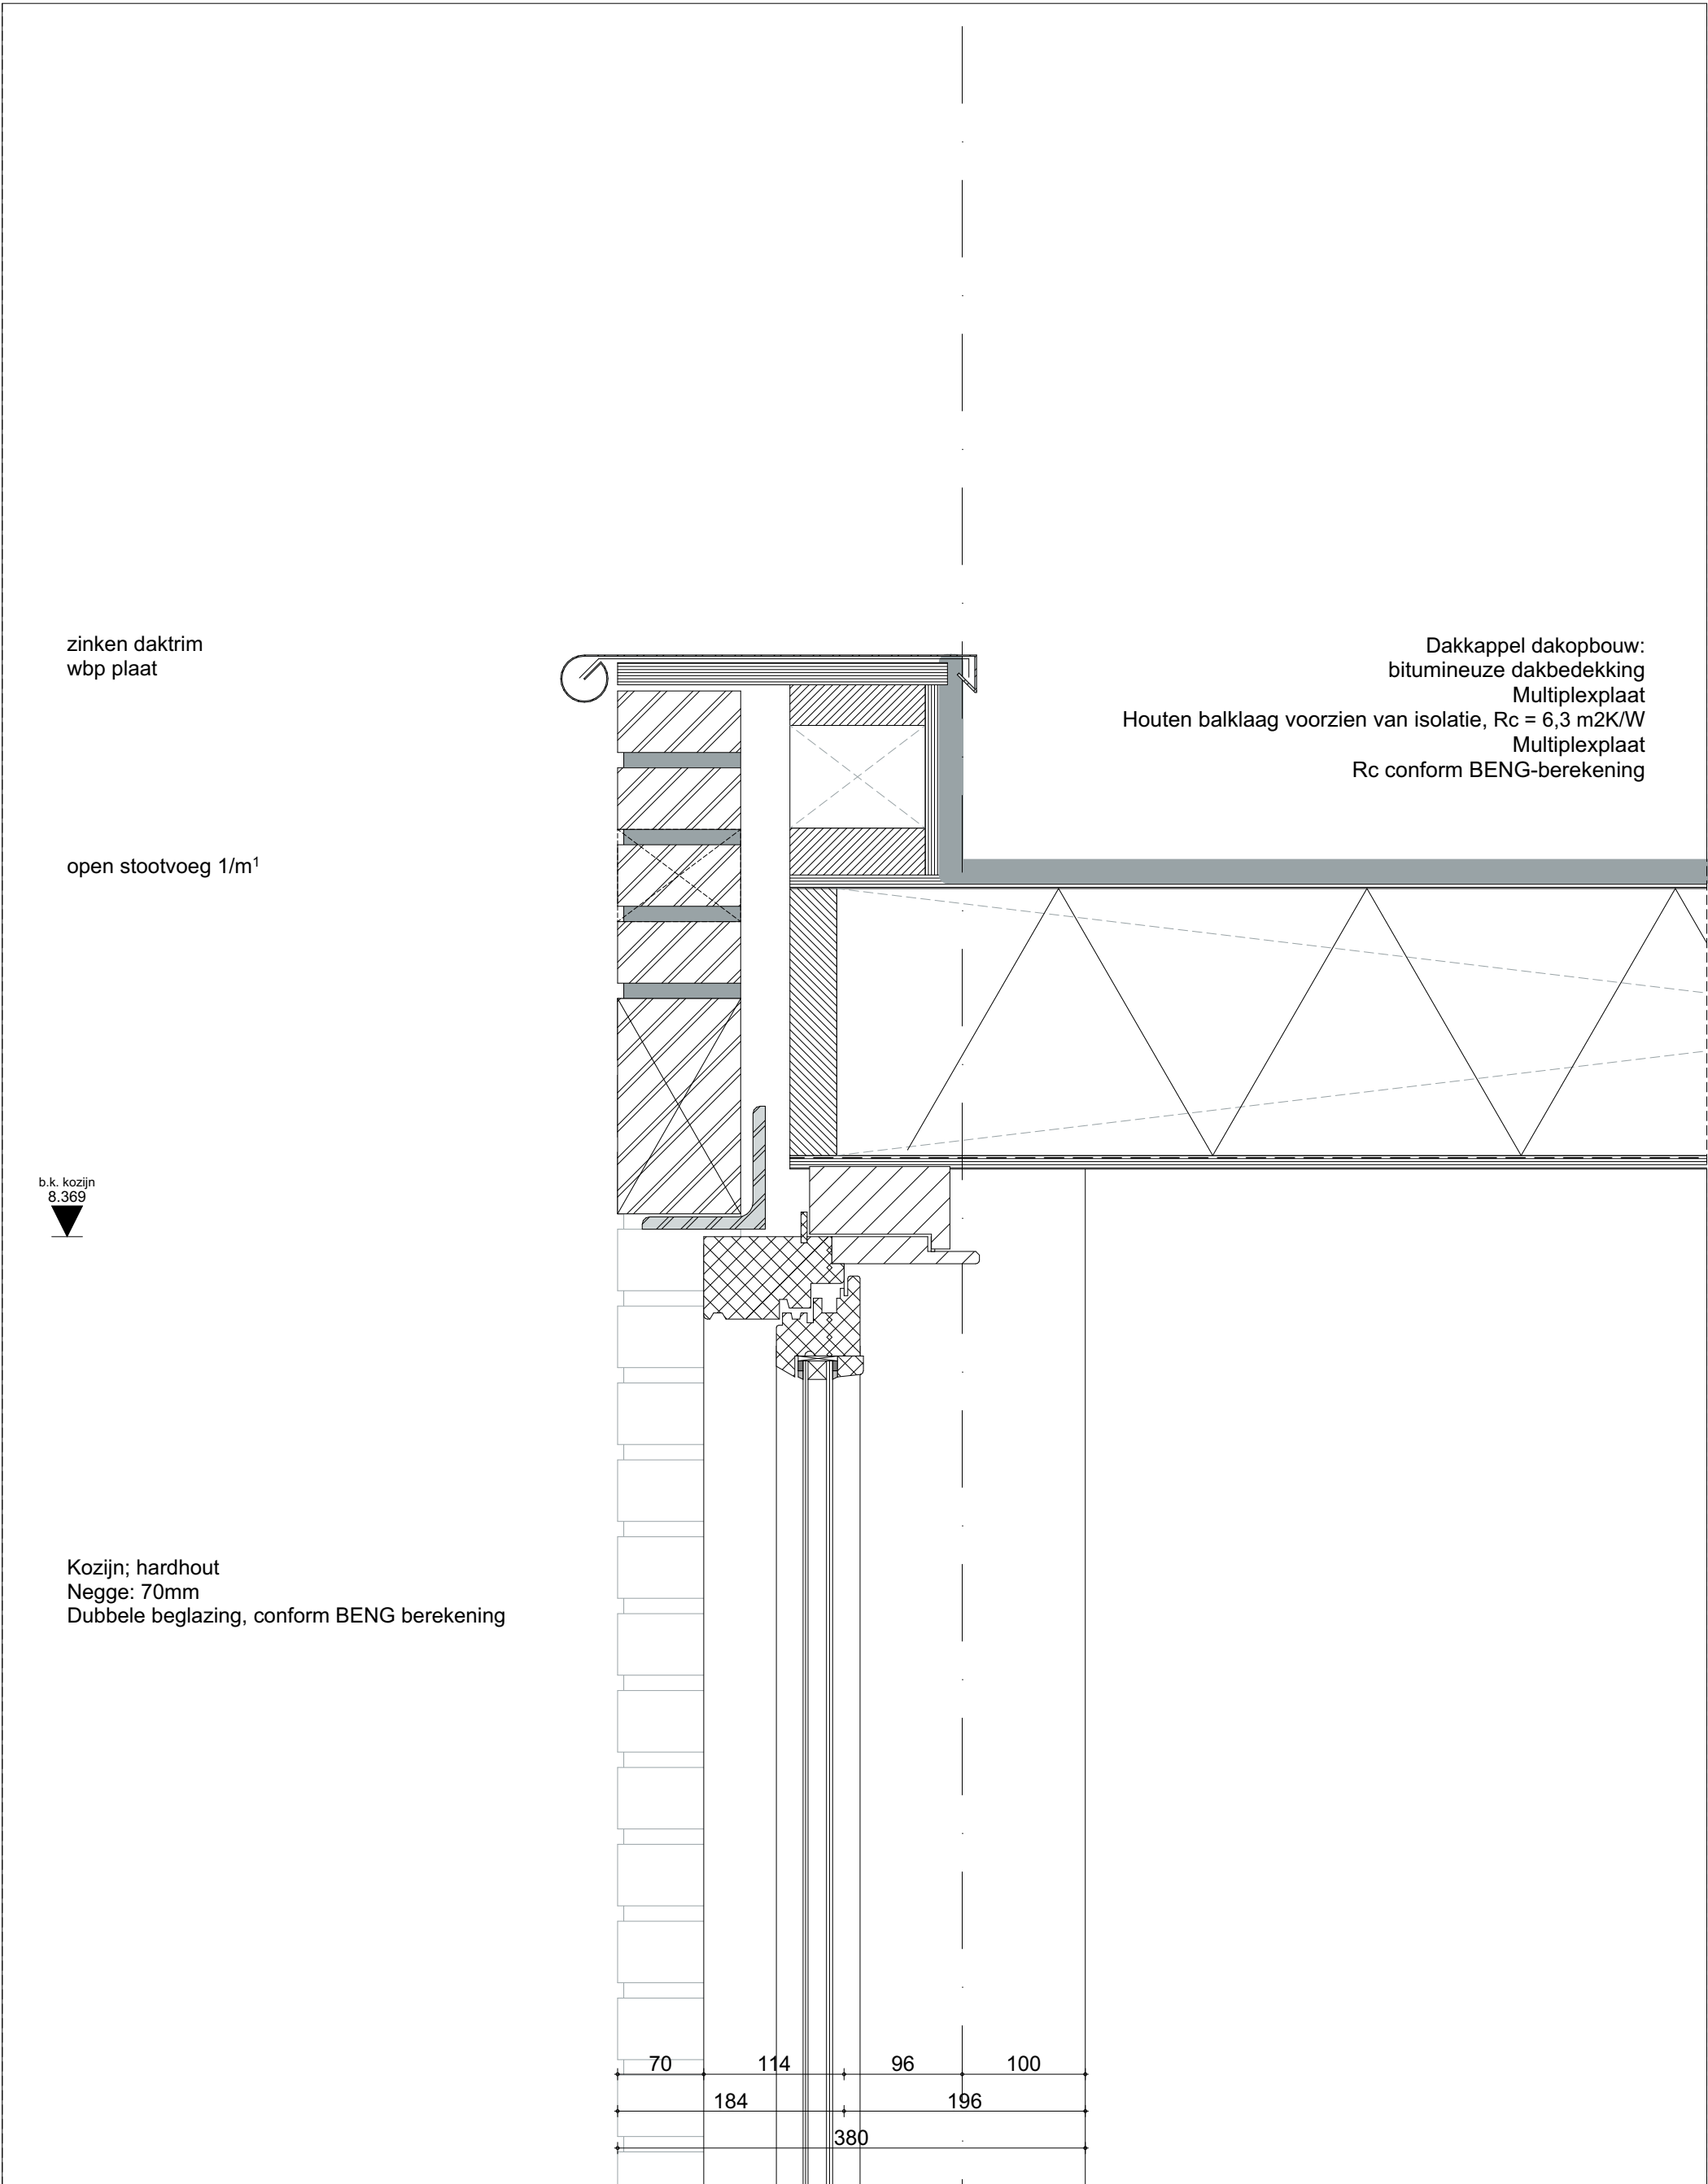 zinken daktrim
wbp plaat
Dakkappel dakopbouw:
bitumineuze dakbedekking
Multiplexplaat
Houten balklaag voorzien van isolatie, Rc = 6,3 m2K/W
Multiplexplaat
Rc conform BENG-berekening
open stootvoeg 1/m¹
b.k. kozijn
8.369
Kozijn; hardhout
Negge: 70mm
Dubbele beglazing, conform BENG berekening
70 114 96 100
184 196
380